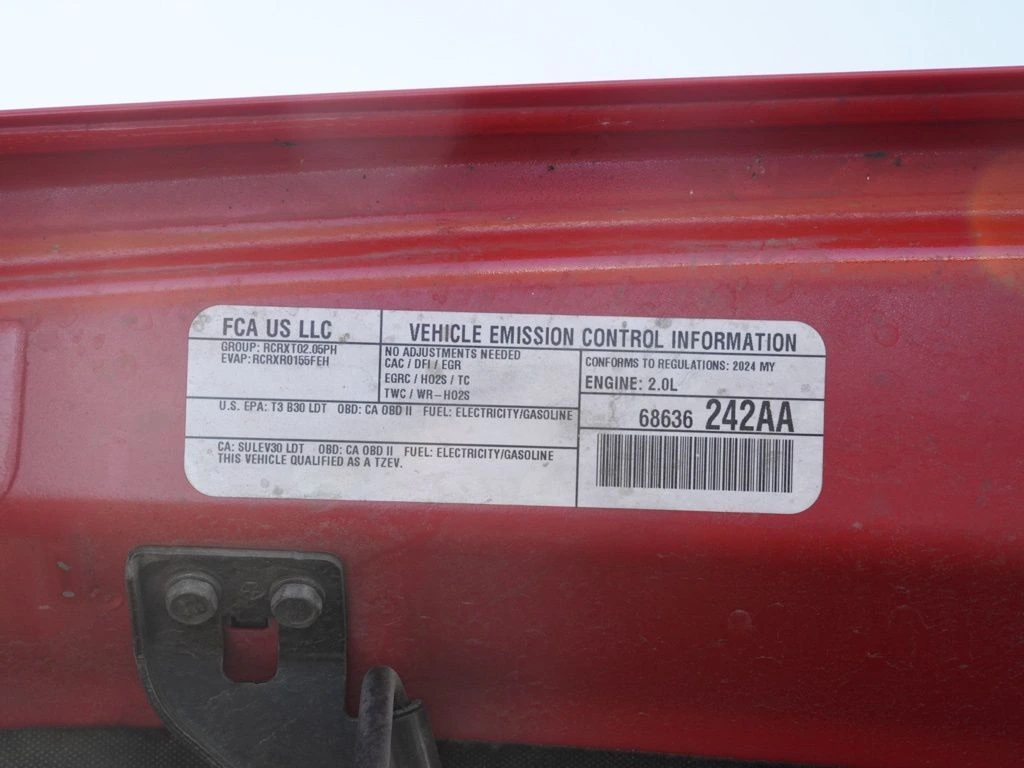 FCA US LLC
GROUP: RCRXT02.05PH
EVAP: RCRXR0155FEH
VEHICLE EMISSION CONTROL INFORMATION
NO ADJUSTMENTS NEEDED
CAC / DFI / EGR
EGRC / HO2S / TC
TWC / WR-HO2S
CONFORMS TO REGULATIONS: 2024 MY
ENGINE: 2.0L
U.S. EPA: T3 B30 LDT OBD: CA OBD II FUEL: ELECTRICITY/GASOLINE
68636 242AA
CA: SULEV30 LDT OBD: CA OBD II FUEL: ELECTRICITY/GASOLINE
THIS VEHICLE QUALIFIED AS A TZEV.